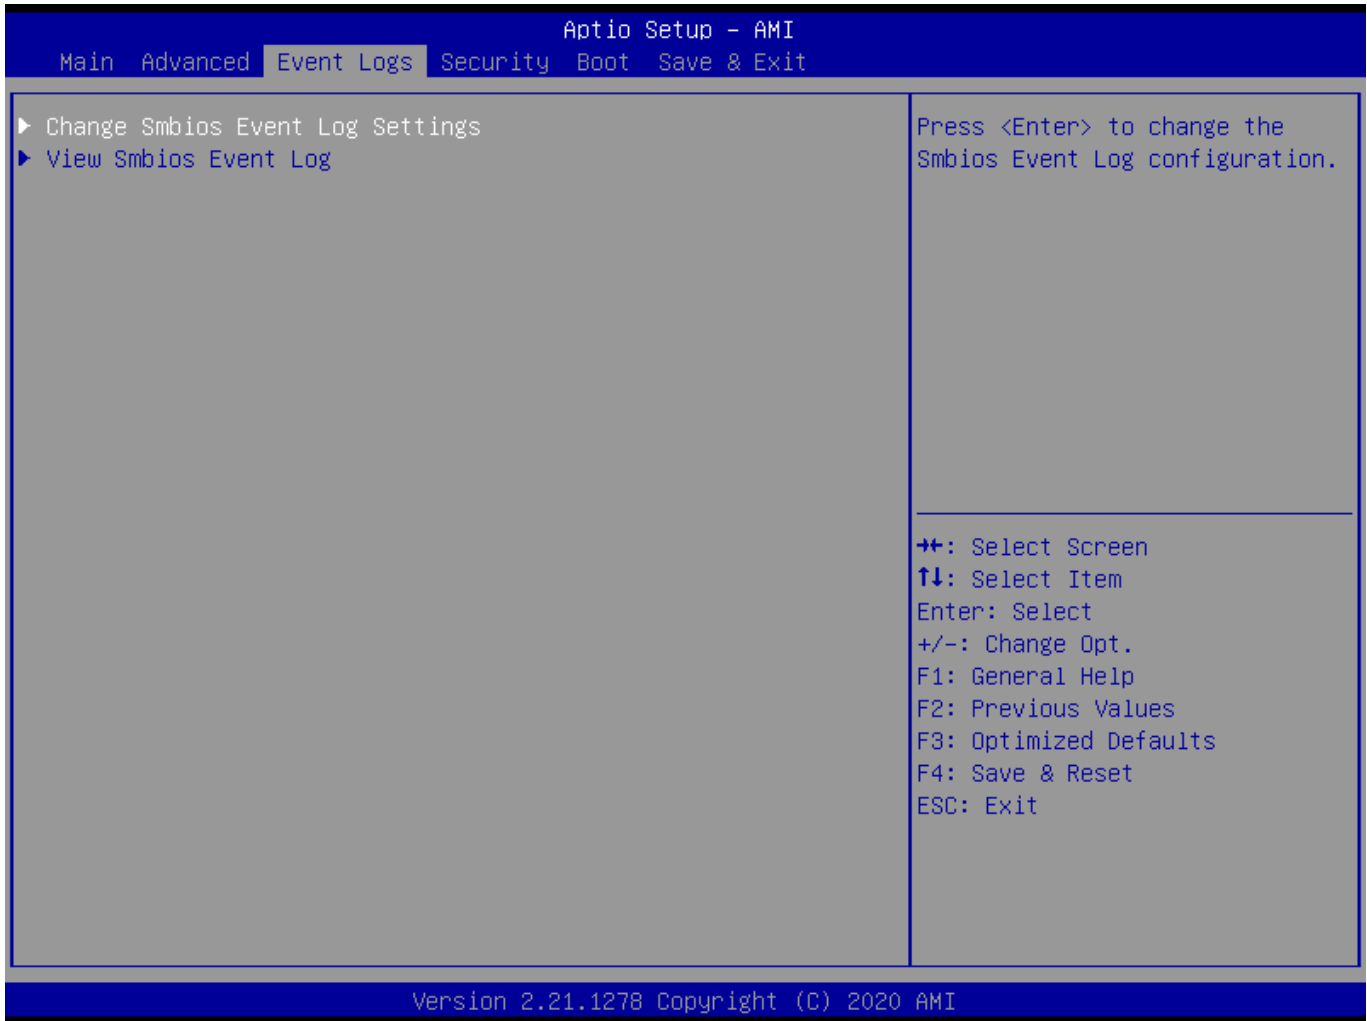 Aptio Setup – AMI
Main Advanced Event Logs Security Boot Save & Exit
▶ Change Smbios Event Log Settings
▶ View Smbios Event Log
Press <Enter> to change the
Smbios Event Log configuration.
→←: Select Screen
↑↓: Select Item
Enter: Select
+/-: Change Opt.
F1: General Help
F2: Previous Values
F3: Optimized Defaults
F4: Save & Reset
ESC: Exit
Version 2.21.1278 Copyright (C) 2020 AMI